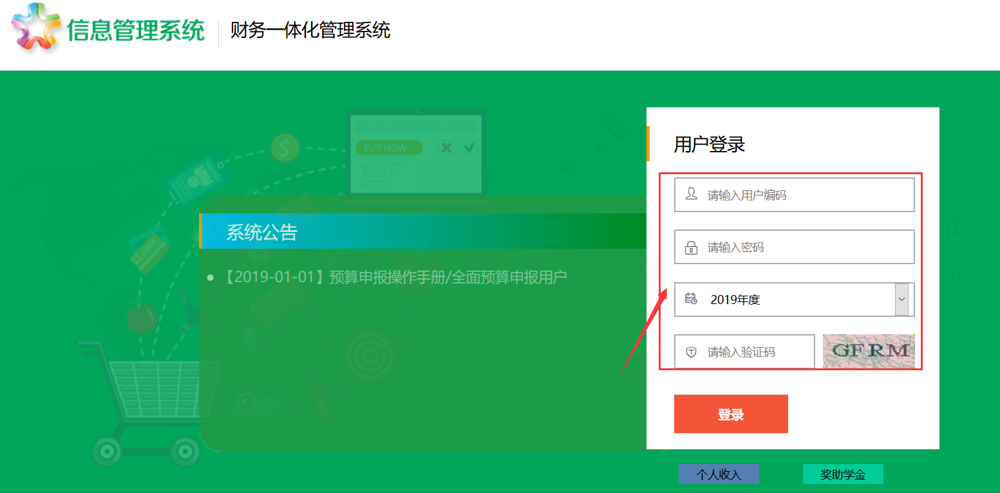 信息管理系统
财务一体化管理系统
BUY NOW
系统公告
【2019-01-01】预算申报操作手册/全面预算申报用户
用户登录
请输入用户编码
请输入密码
2019年度
请输入验证码
GFRM
登录
个人收入
奖助学金